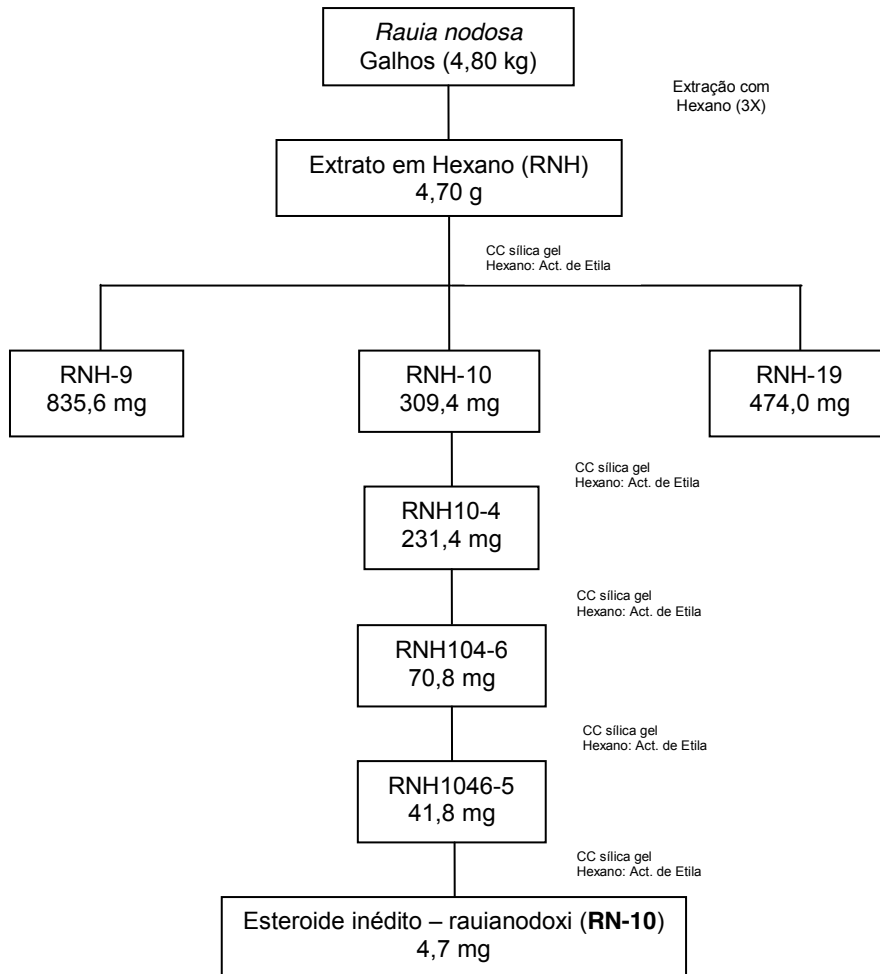 Rauia nodosa
Galhos (4,80 kg)
Extração com
Hexano (3X)
Extrato em Hexano (RNH)
4,70 g
CC sílica gel
Hexano: Act. de Etila
RNH-9
835,6 mg
RNH-10
309,4 mg
RNH-19
474,0 mg
CC sílica gel
Hexano: Act. de Etila
RNH10-4
231,4 mg
CC sílica gel
Hexano: Act. de Etila
RNH104-6
70,8 mg
CC sílica gel
Hexano: Act. de Etila
RNH1046-5
41,8 mg
CC sílica gel
Hexano: Act. de Etila
Esteroide inédito – rauianodoxi (RN-10)
4,7 mg